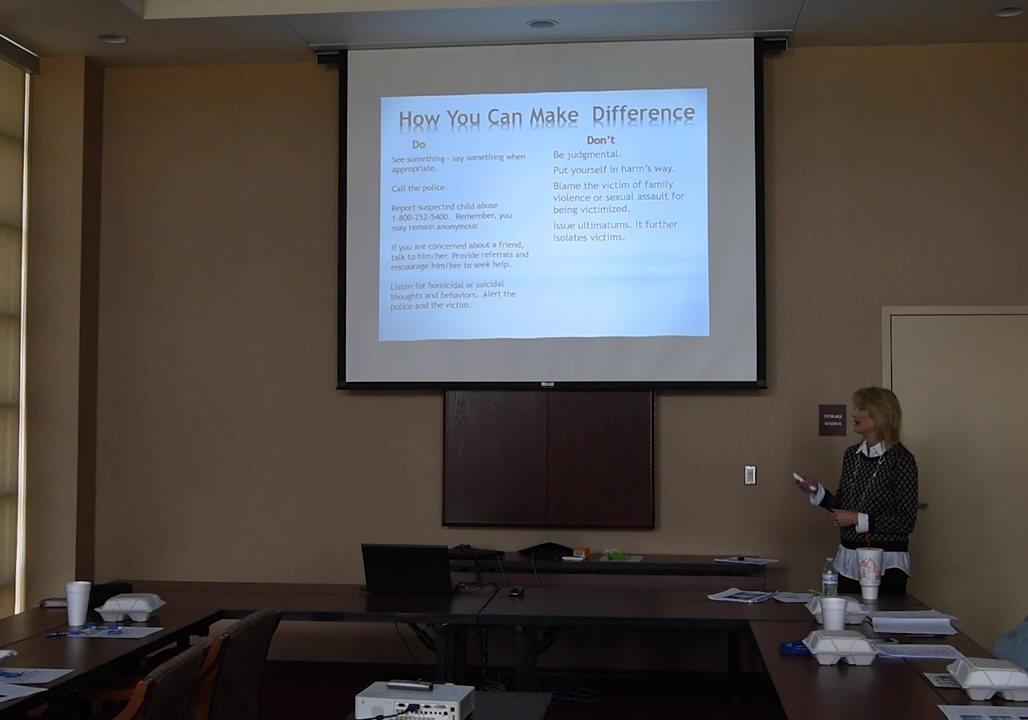 How You Can Make Difference
Do
See something - say something when
appropriate.
Call the police.
Report suspected child abuse
1-800-252-5400. Remember, you
may remain anonymous
If you are concerned about a friend,
talk to him/her. Provide referrals and
encourage him/her to seek help.
Listen for homicidal or suicidal
thoughts and behaviors. Alert the
police and the victim.
Don't
Be judgmental.
Put yourself in harm's way.
Blame the victim of family
violence or sexual assault for
being victimized.
Issue ultimatums. It further
isolates victims.
STORAGE